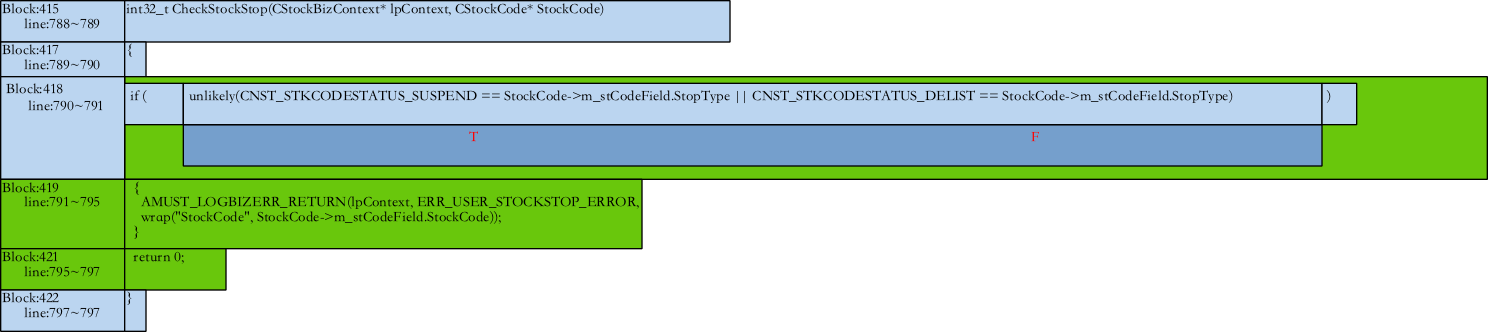 Block:415
line:788~789
int32_t CheckStockStop(CStockBizContext* lpContext, CStockCode* StockCode)
Block:417
line:789~790
{
Block:418
line:790~791
if (
unlikely(CNST_STKCODESTATUS_SUSPEND == StockCode->m_stCodeField.StopType || CNST_STKCODESTATUS_DELIST == StockCode->m_stCodeField.StopType)
)
T
F
Block:419
line:791~795
{
AMUST_LOGBIZERR_RETURN(lpContext, ERR_USER_STOCKSTOP_ERROR,
wrap("StockCode", StockCode->m_stCodeField.StockCode));
}
Block:421
line:795~797
return 0;
Block:422
line:797~797
}